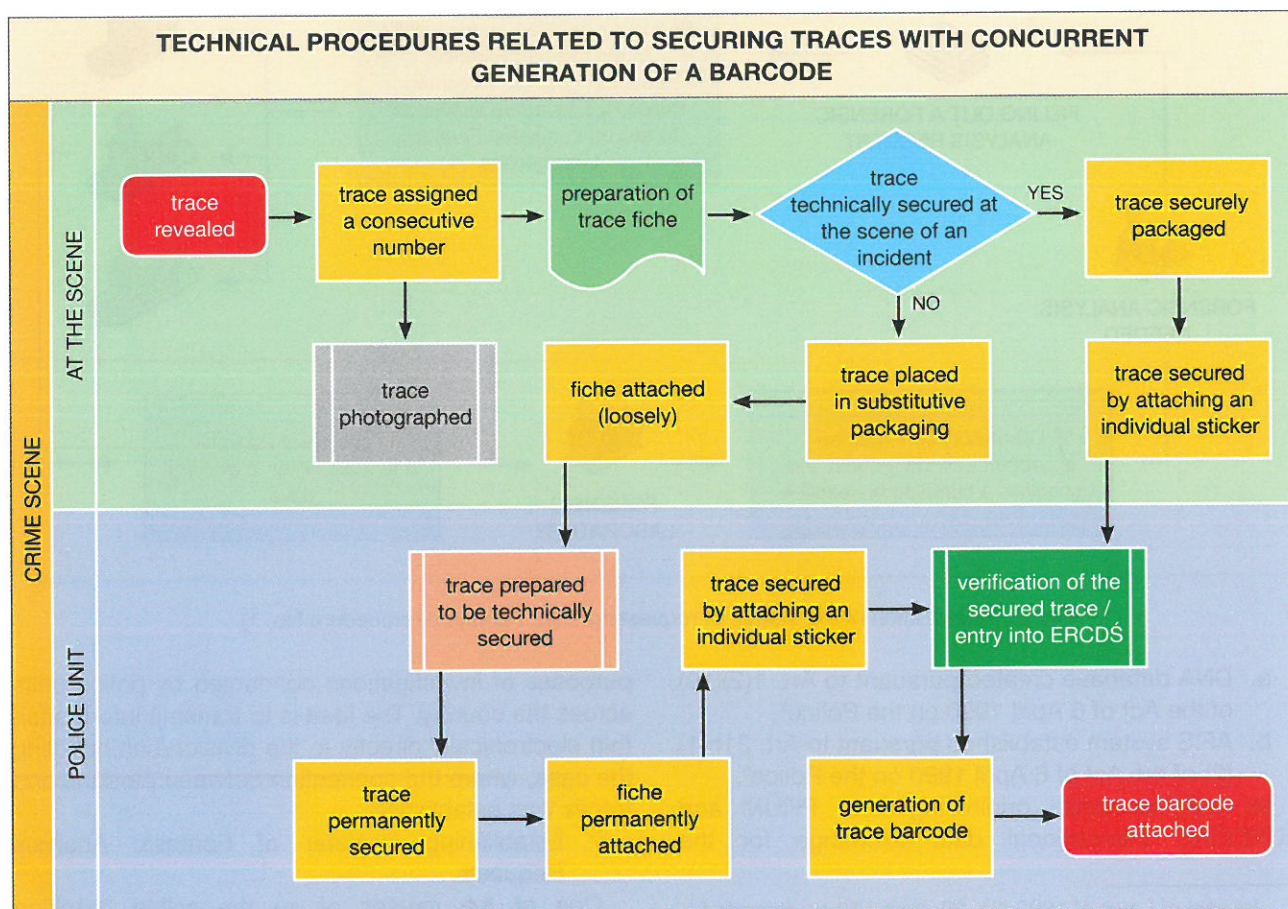 TECHNICAL PROCEDURES RELATED TO SECURING TRACES WITH CONCURRENT
GENERATION OF A BARCODE
CRIME SCENE
AT THE SCENE
trace
revealed
trace assigned
a consecutive
number
preparation of
trace fiche
trace
technically secured at
the scene of an
incident
YES
trace securely
packaged
NO
trace
photographed
fiche attached
(loosely)
trace placed
in substitutive
packaging
trace secured
by attaching an
individual sticker
POLICE UNIT
trace prepared
to be technically
secured
trace secured
by attaching an
individual sticker
verification of the
secured trace /
entry into ERCDŚ
trace
permanently
secured
fiche
permanently
attached
generation of
trace barcode
trace barcode
attached